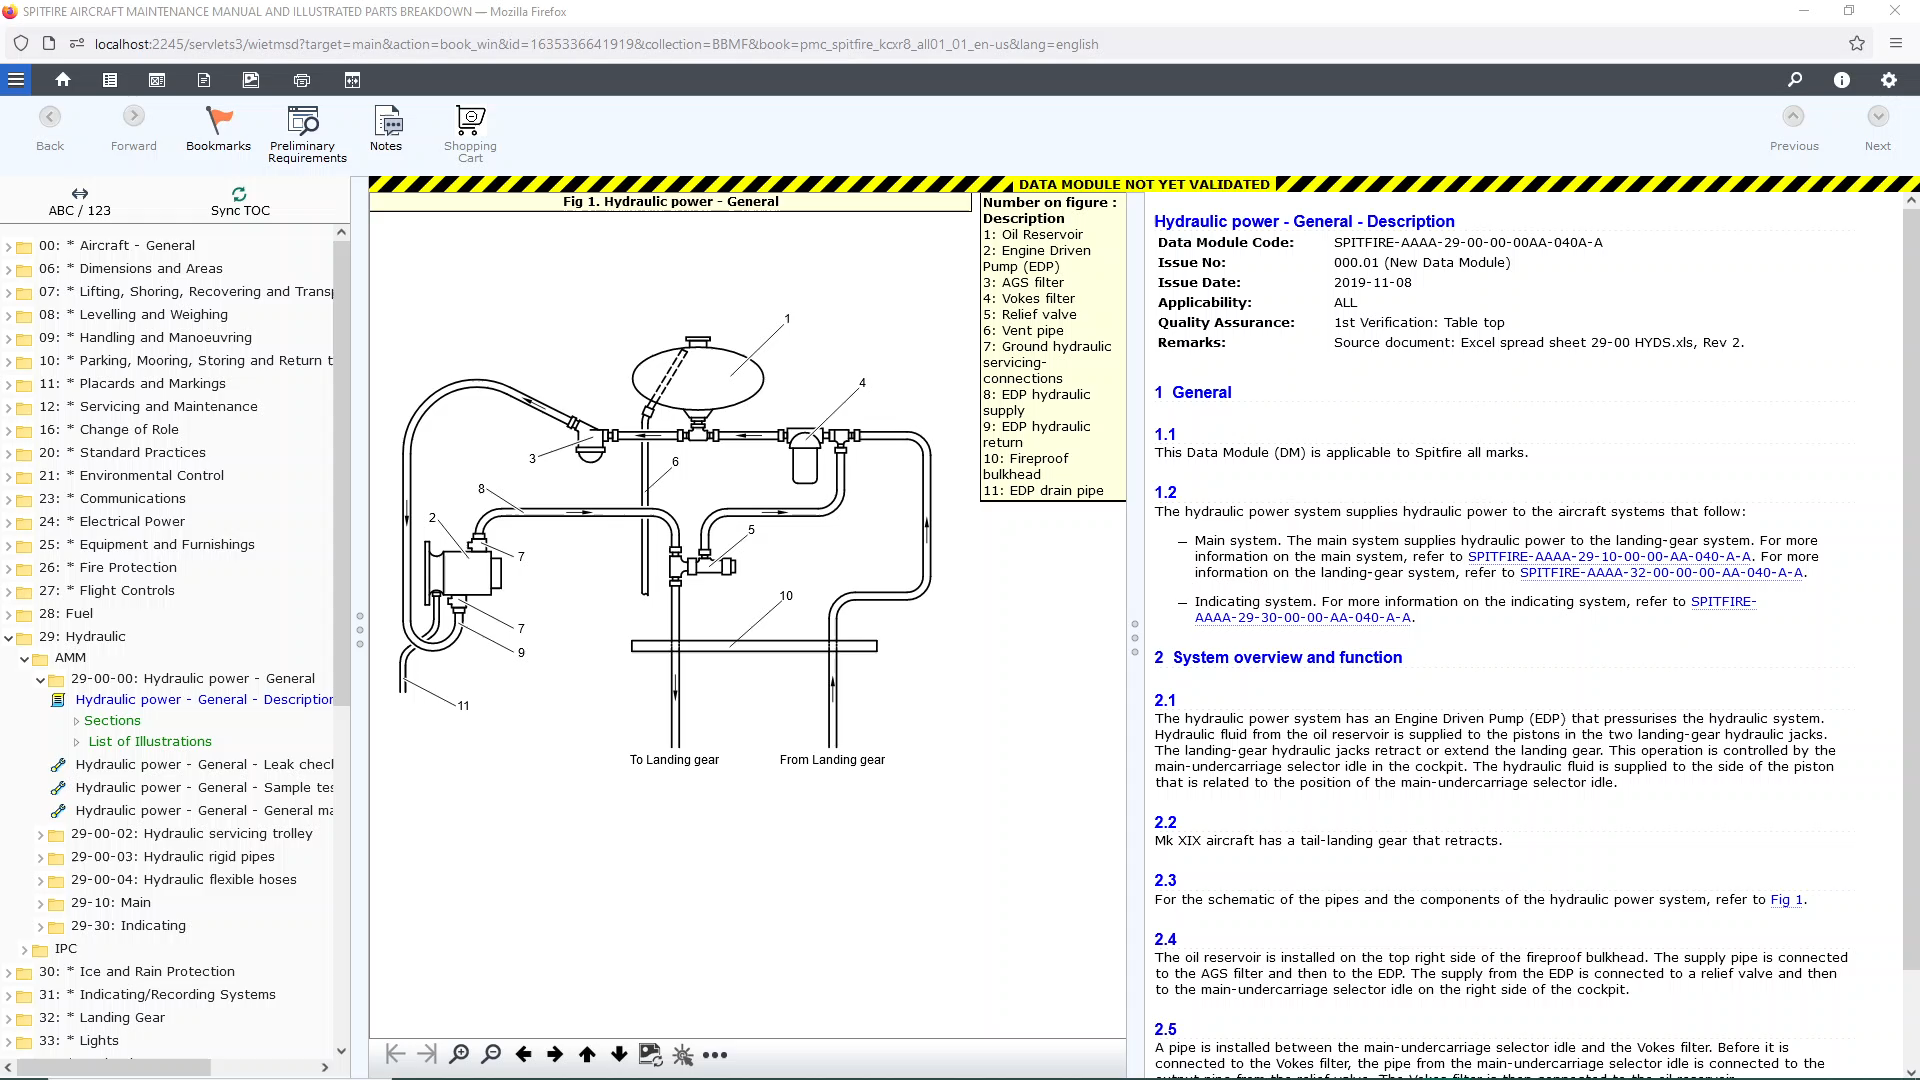 SPITFIRE AIRCRAFT MAINTENANCE MANUAL AND ILLUSTRATED PARTS BREAKDOWN — Mozilla Firefox
localhost:2245/servlets3/wietmsd?target=main&action=book_win&id=1635336641919&collection=BBMF&book=pmc_spitfire_kcxr8_all01_01_en-us&lang=english
Back
Forward
Bookmarks
Preliminary
Requirements
Notes
Shopping
Cart
Previous
Next
ABC / 123
Sync TOC
00: * Aircraft - General
06: * Dimensions and Areas
07: * Lifting, Shoring, Recovering and Transp
08: * Levelling and Weighing
09: * Handling and Manoeuvring
10: * Parking, Mooring, Storing and Return t
11: * Placards and Markings
12: * Servicing and Maintenance
16: * Change of Role
20: * Standard Practices
21: * Environmental Control
23: * Communications
24: * Electrical Power
25: * Equipment and Furnishings
26: * Fire Protection
27: * Flight Controls
28: Fuel
29: Hydraulic
AMM
29-00-00: Hydraulic power - General
Hydraulic power - General - Description
Sections
List of Illustrations
Hydraulic power - General - Leak check
Hydraulic power - General - Sample tes
Hydraulic power - General - General ma
29-00-02: Hydraulic servicing trolley
29-00-03: Hydraulic rigid pipes
29-00-04: Hydraulic flexible hoses
29-10: Main
29-30: Indicating
IPC
30: * Ice and Rain Protection
31: * Indicating/Recording Systems
32: * Landing Gear
33: * Lights
DATA MODULE NOT YET VALIDATED
Fig 1. Hydraulic power - General
1
4
3
6
8
2
7
5
10
7
9
11
To Landing gear
From Landing gear
Number on figure :
Description
1: Oil Reservoir
2: Engine Driven
Pump (EDP)
3: AGS filter
4: Vokes filter
5: Relief valve
6: Vent pipe
7: Ground hydraulic
servicing-
connections
8: EDP hydraulic
supply
9: EDP hydraulic
return
10: Fireproof
bulkhead
11: EDP drain pipe
Hydraulic power - General - Description
Data Module Code: SPITFIRE-AAAA-29-00-00-00AA-040A-A
Issue No: 000.01 (New Data Module)
Issue Date: 2019-11-08
Applicability: ALL
Quality Assurance: 1st Verification: Table top
Remarks: Source document: Excel spread sheet 29-00 HYDS.xls, Rev 2.
1 General
1.1
This Data Module (DM) is applicable to Spitfire all marks.
1.2
The hydraulic power system supplies hydraulic power to the aircraft systems that follow:
– Main system. The main system supplies hydraulic power to the landing-gear system. For more
information on the main system, refer to SPITFIRE-AAAA-29-10-00-00-AA-040-A-A. For more
information on the landing-gear system, refer to SPITFIRE-AAAA-32-00-00-00-AA-040-A-A.
– Indicating system. For more information on the indicating system, refer to SPITFIRE-
AAAA-29-30-00-00-AA-040-A-A.
2 System overview and function
2.1
The hydraulic power system has an Engine Driven Pump (EDP) that pressurises the hydraulic system.
Hydraulic fluid from the oil reservoir is supplied to the pistons in the two landing-gear hydraulic jacks.
The landing-gear hydraulic jacks retract or extend the landing gear. This operation is controlled by the
main-undercarriage selector idle in the cockpit. The hydraulic fluid is supplied to the side of the piston
that is related to the position of the main-undercarriage selector idle.
2.2
Mk XIX aircraft has a tail-landing gear that retracts.
2.3
For the schematic of the pipes and the components of the hydraulic power system, refer to Fig 1.
2.4
The oil reservoir is installed on the top right side of the fireproof bulkhead. The supply pipe is connected
to the AGS filter and then to the EDP. The supply from the EDP is connected to a relief valve and then
to the main-undercarriage selector idle on the right side of the cockpit.
2.5
A pipe is installed between the main-undercarriage selector idle and the Vokes filter. Before it is
connected to the Vokes filter, the pipe from the main-undercarriage selector idle is connected to the
output pipe from the relief valve. The Vokes filter is then connected to the oil reservoir.